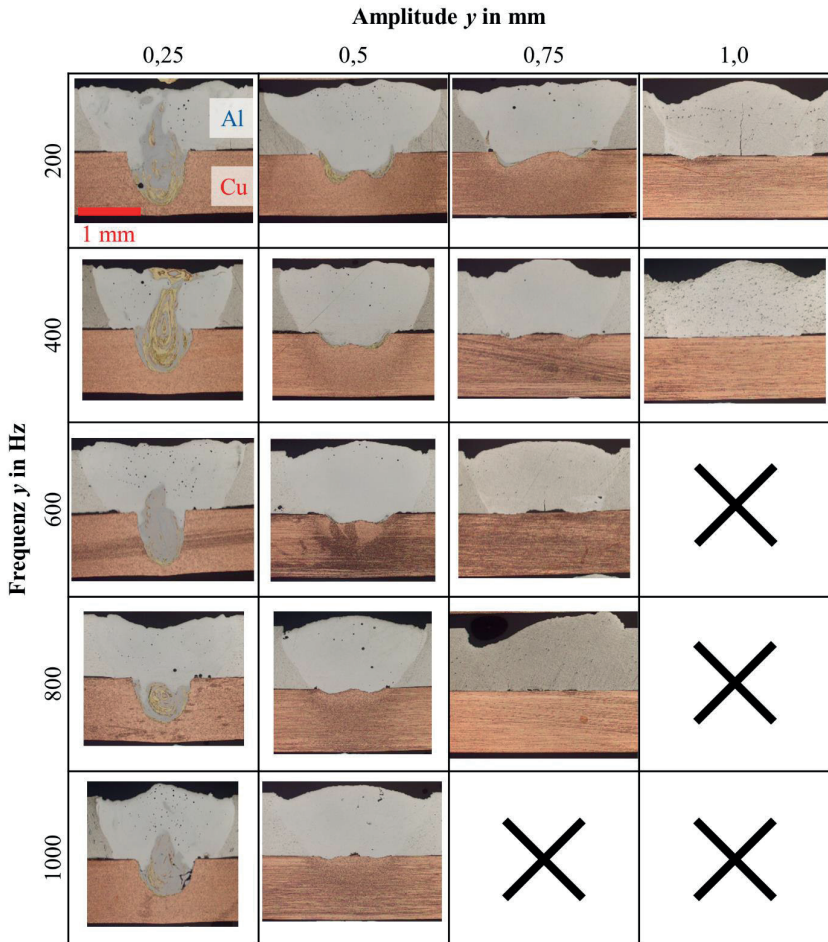 Amplitude y in mm
0,25 0,5 0,75 1,0
Frequenz y in Hz
200
Al
Cu
1 mm
400
600
800
1000